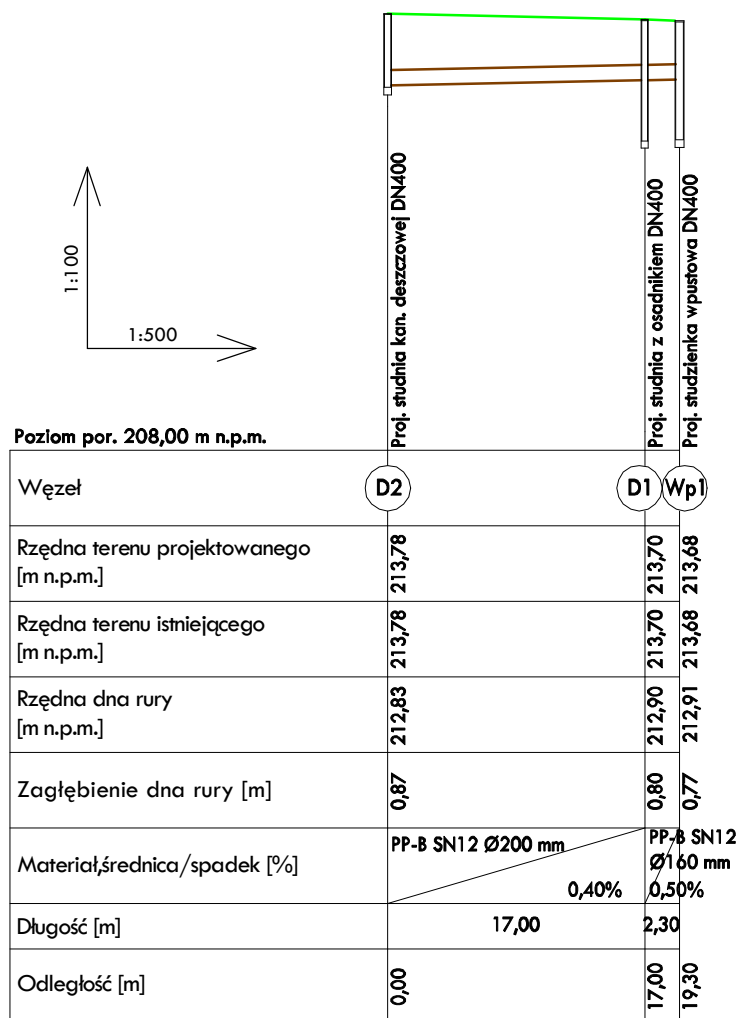 Proj. studnia kan. deszczowej DN400
Proj. studnia z osadnikiem DN400
Proj. studzienka wpustowa DN400
1:100
1:500
Poziom por. 208,00 m n.p.m.
Węzeł
D2
D1
Wp1
Rzędna terenu projektowanego
[m n.p.m.]
213,78
213,70
213,68
Rzędna terenu istniejącego
[m n.p.m.]
213,78
213,70
213,68
Rzędna dna rury
[m n.p.m.]
212,83
212,90
212,91
Zagłębienie dna rury [m]
0,87
0,80
0,77
Materiał,średnica/spadek [%]
PP-B SN12 Ø200 mm
0,40%
PP-B SN12
Ø160 mm
0,50%
Długość [m]
17,00
2,30
Odległość [m]
0,00
17,00
19,30